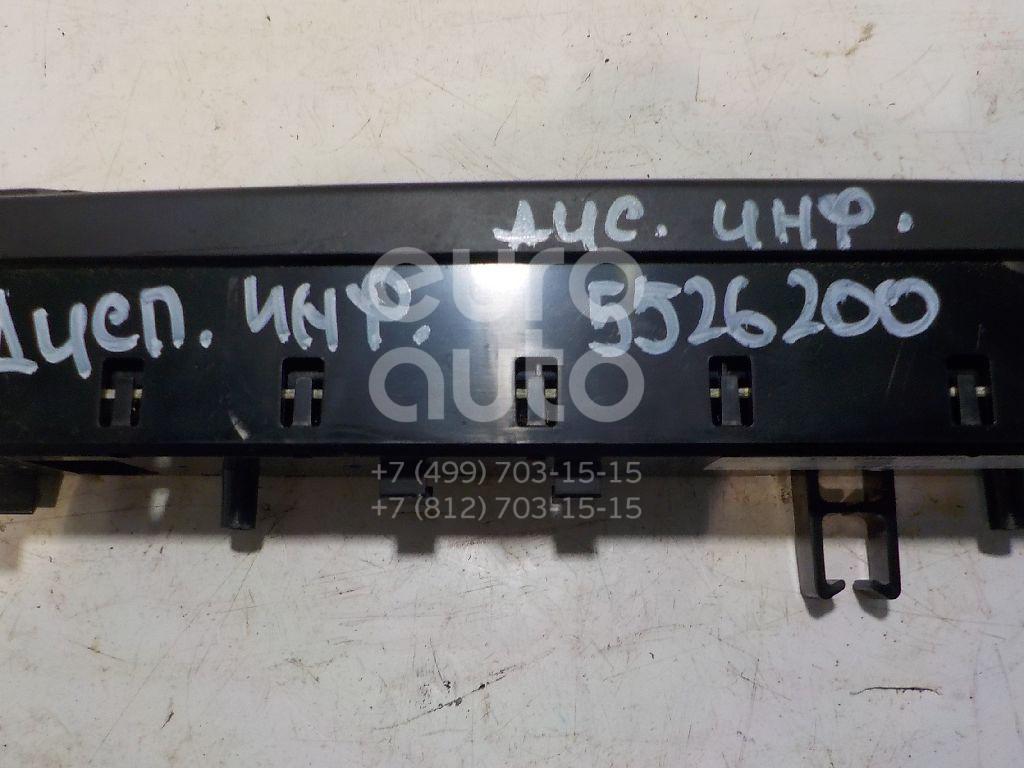 дис. инф.
Дисп. инф.
5526200
euro
auto
+7 (499) 703-15-15
+7 (812) 703-15-15